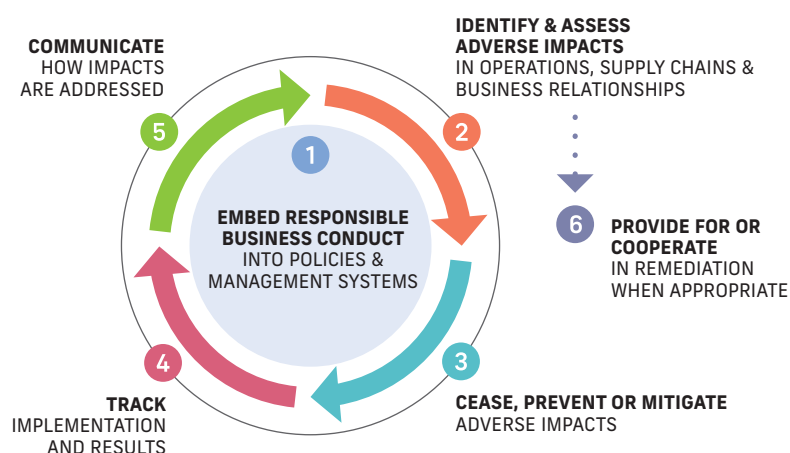 1
EMBED RESPONSIBLE
BUSINESS CONDUCT
INTO POLICIES &
MANAGEMENT SYSTEMS
IDENTIFY & ASSESS
ADVERSE IMPACTS
IN OPERATIONS, SUPPLY CHAINS &
BUSINESS RELATIONSHIPS
2
3
CEASE, PREVENT OR MITIGATE
ADVERSE IMPACTS
4
TRACK
IMPLEMENTATION
AND RESULTS
COMMUNICATE
HOW IMPACTS
ARE ADDRESSED
5
6
PROVIDE FOR OR
COOPERATE
IN REMEDIATION
WHEN APPROPRIATE